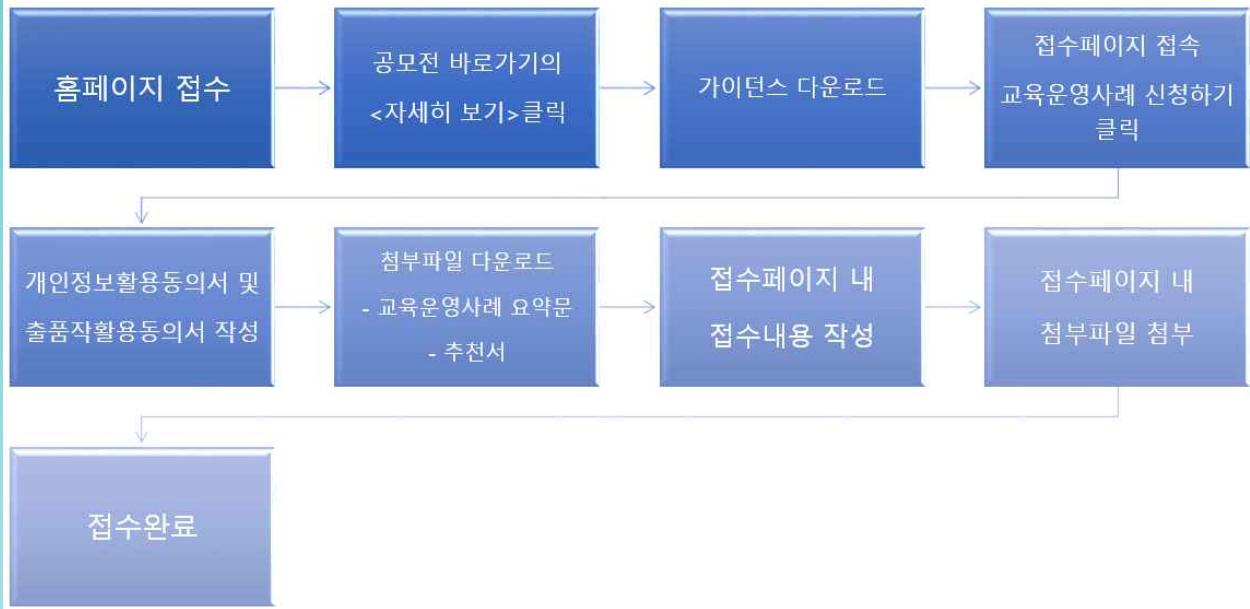 홈페이지 접수
공모전 바로가기의
<자세히 보기>클릭
가이던스 다운로드
접수페이지 접속
교육운영사례 신청하기
클릭
개인정보활용동의서 및
출품작활용동의서 작성
첨부파일 다운로드
- 교육운영사례 요약문
- 추천서
접수페이지 내
접수내용 작성
접수페이지 내
첨부파일 첨부
접수완료